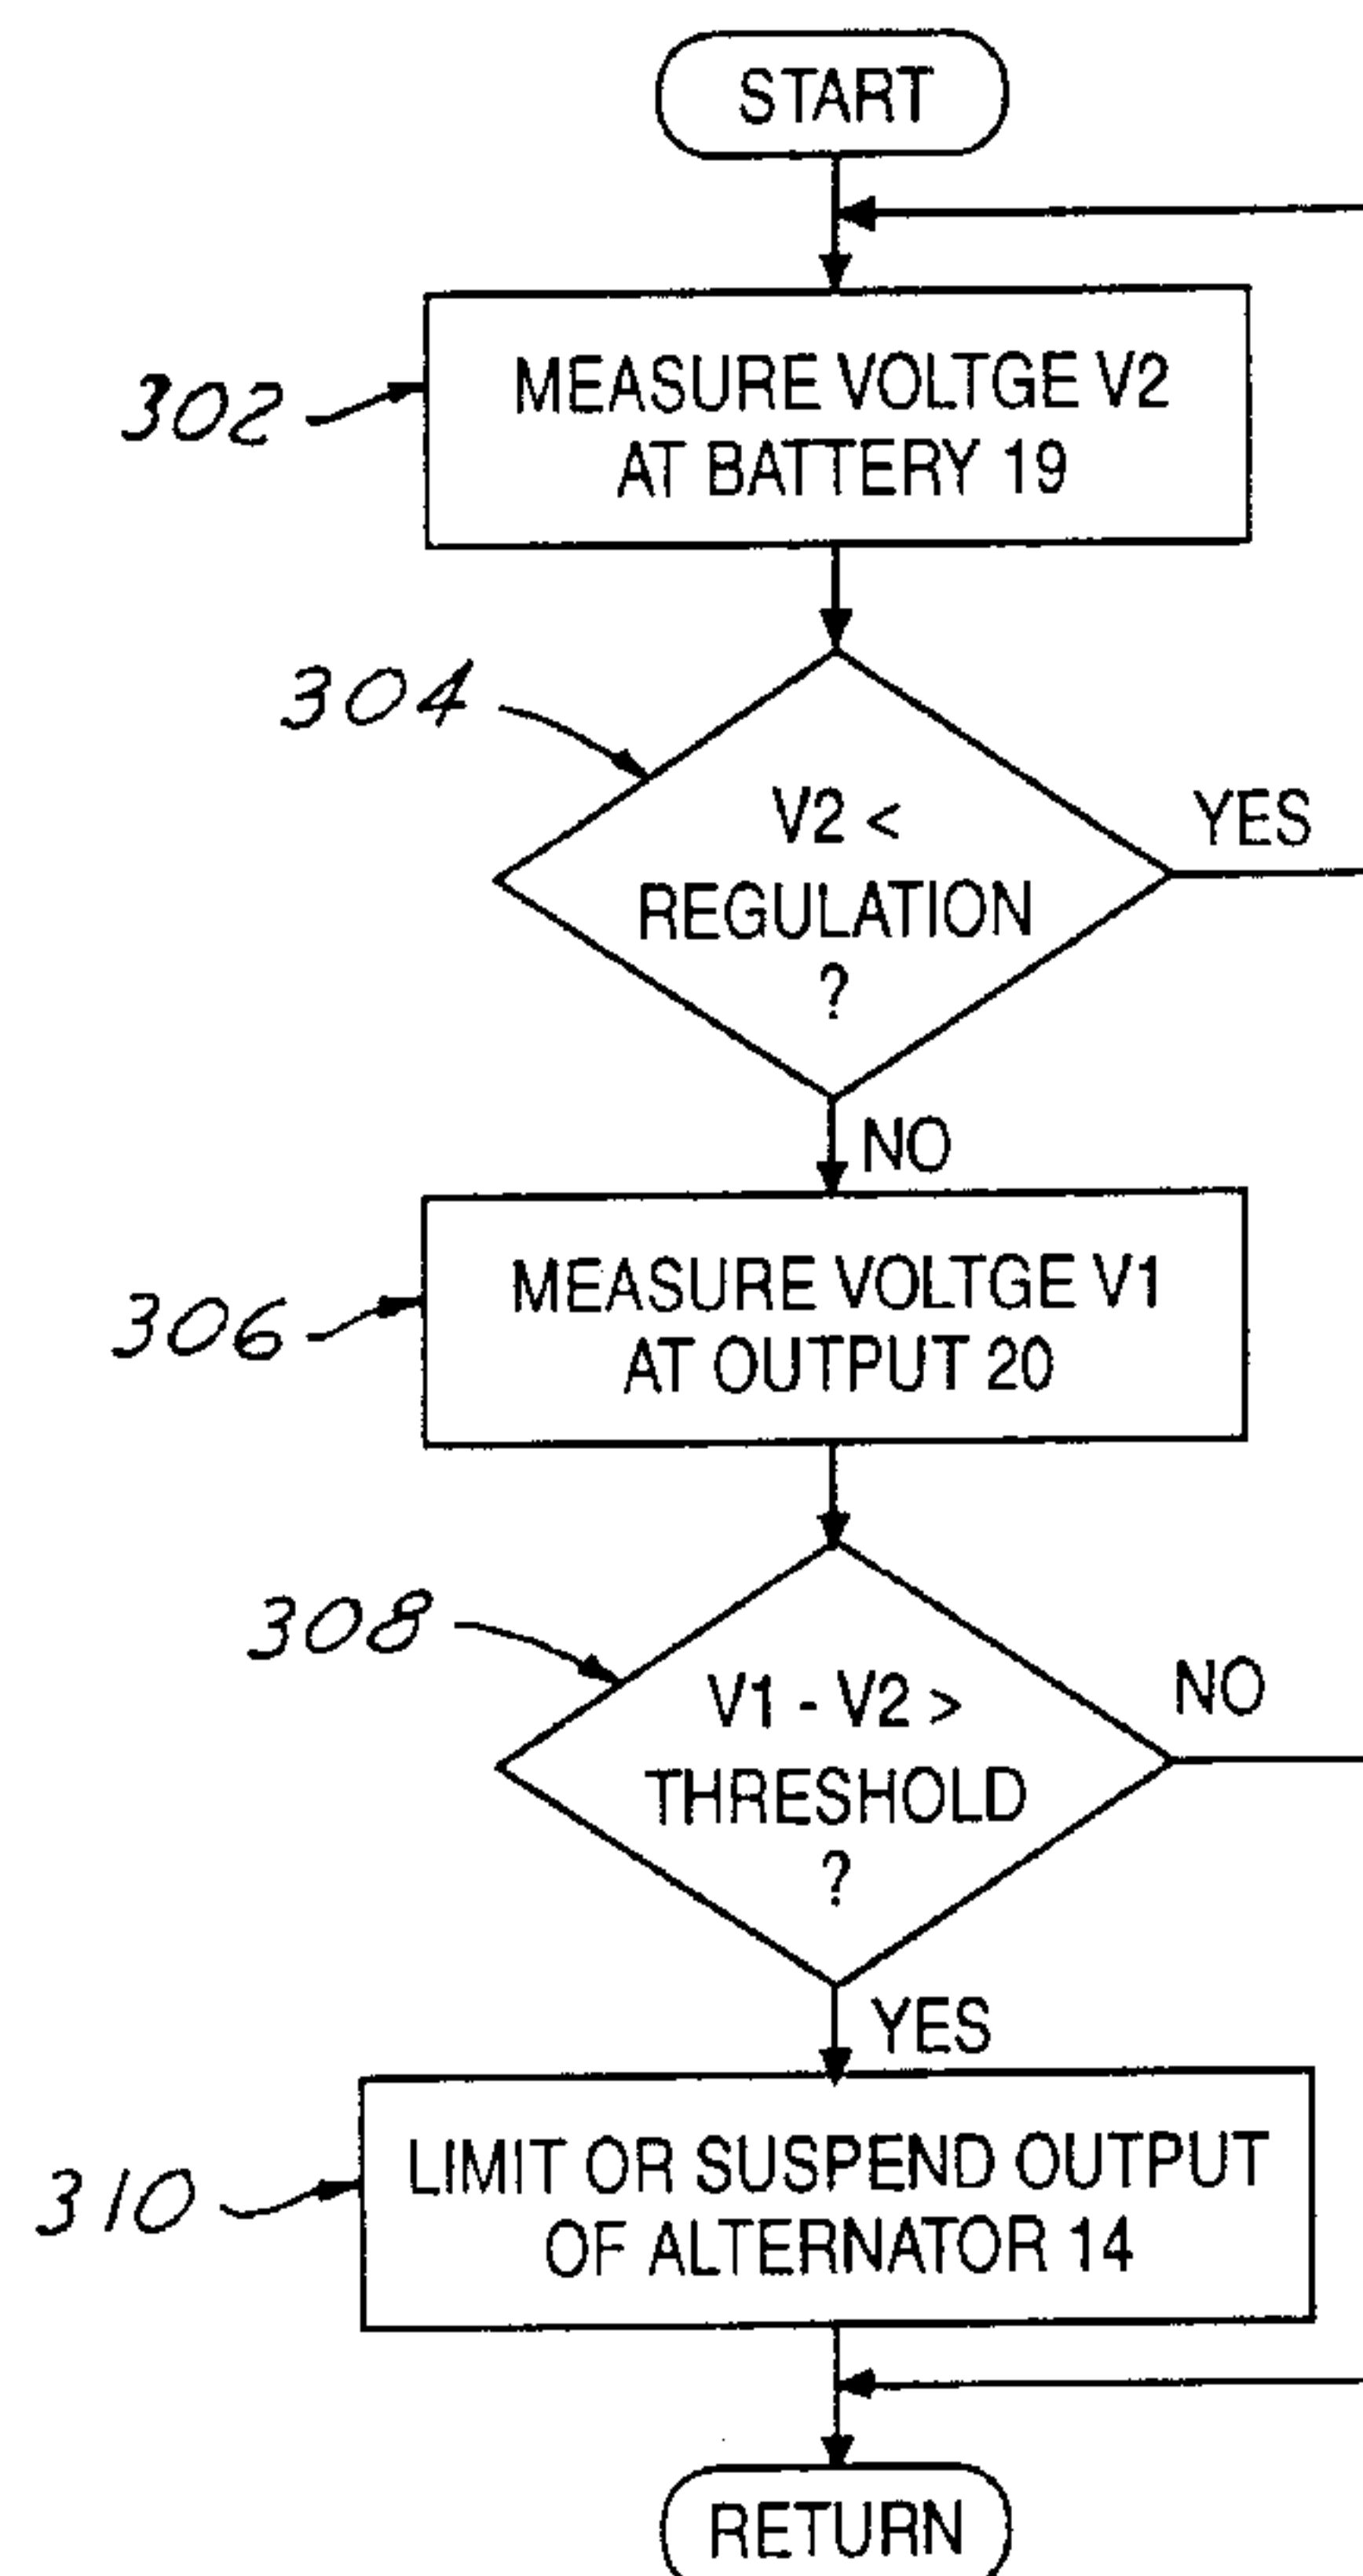 START
302
MEASURE VOLTGE V2
AT BATTERY 19
304
V2 <
REGULATION
?
YES
NO
306
MEASURE VOLTGE V1
AT OUTPUT 20
308
V1 - V2 >
THRESHOLD
?
NO
YES
310
LIMIT OR SUSPEND OUTPUT
OF ALTERNATOR 14
RETURN